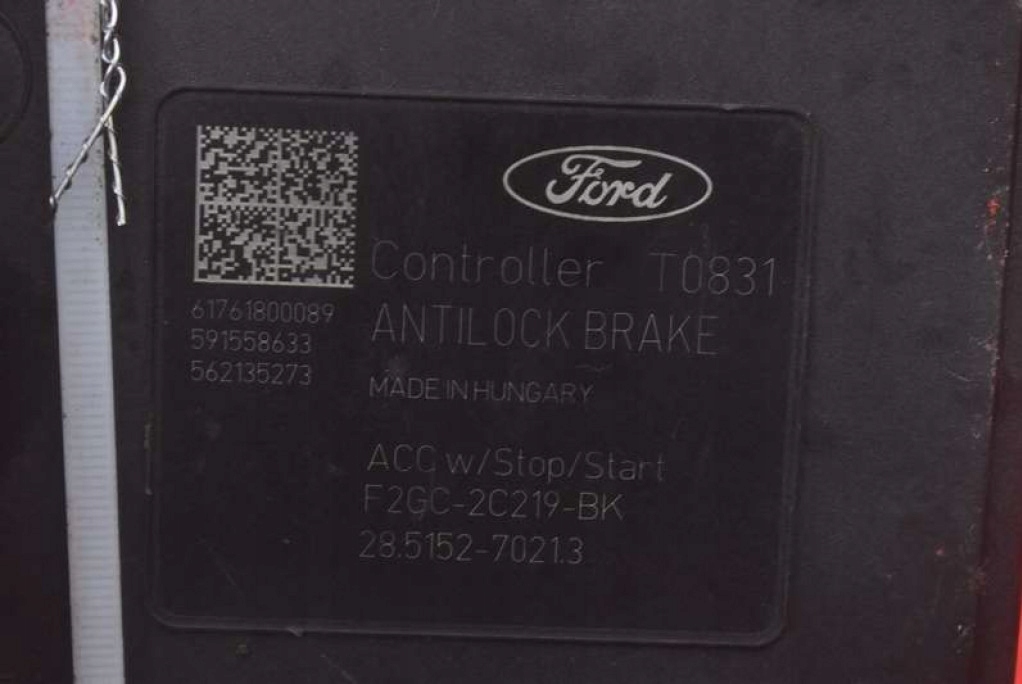 Ford
Controller T0831
61761800089
ANTILOCK BRAKE
591558633
562135273
MADE IN HUNGARY
ACC w/Stop/Start
F2GC-2C219-BK
28.5152-7021.3